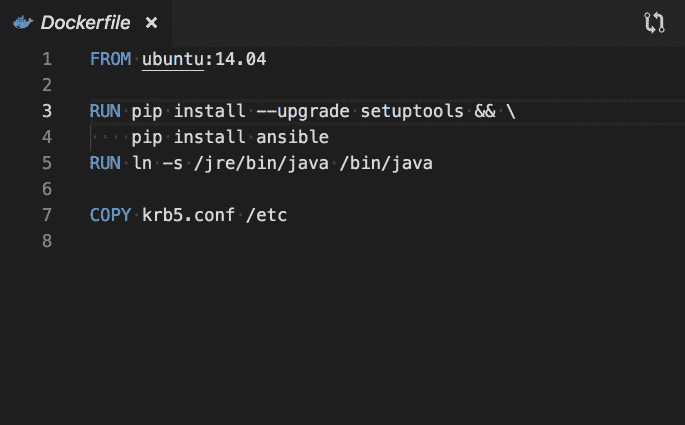 Dockerfile ×
1 FROM ubuntu:14.04
2
3 RUN pip install --upgrade setuptools && \
4     pip install ansible
5 RUN ln -s /jre/bin/java /bin/java
6
7 COPY krb5.conf /etc
8